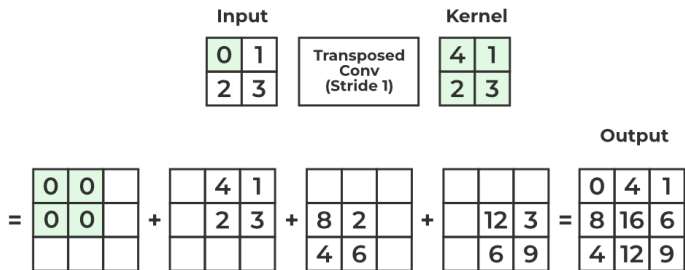 Input Kernel
0 1 Transposed 4 1
Conv
2 3 (Stride 1) 2 3
Output
0 0 4 1 0 4 1
= 0 0 + 2 3 + 8 2 + 12 3 = 8 16 6
4 6 6 9 4 12 9